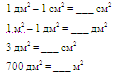 1 дм² – 1 см² = ___ см²
1 м² – 1 дм² = ___ дм²
3 дм² = ___ см²
700 дм² = ___ м²